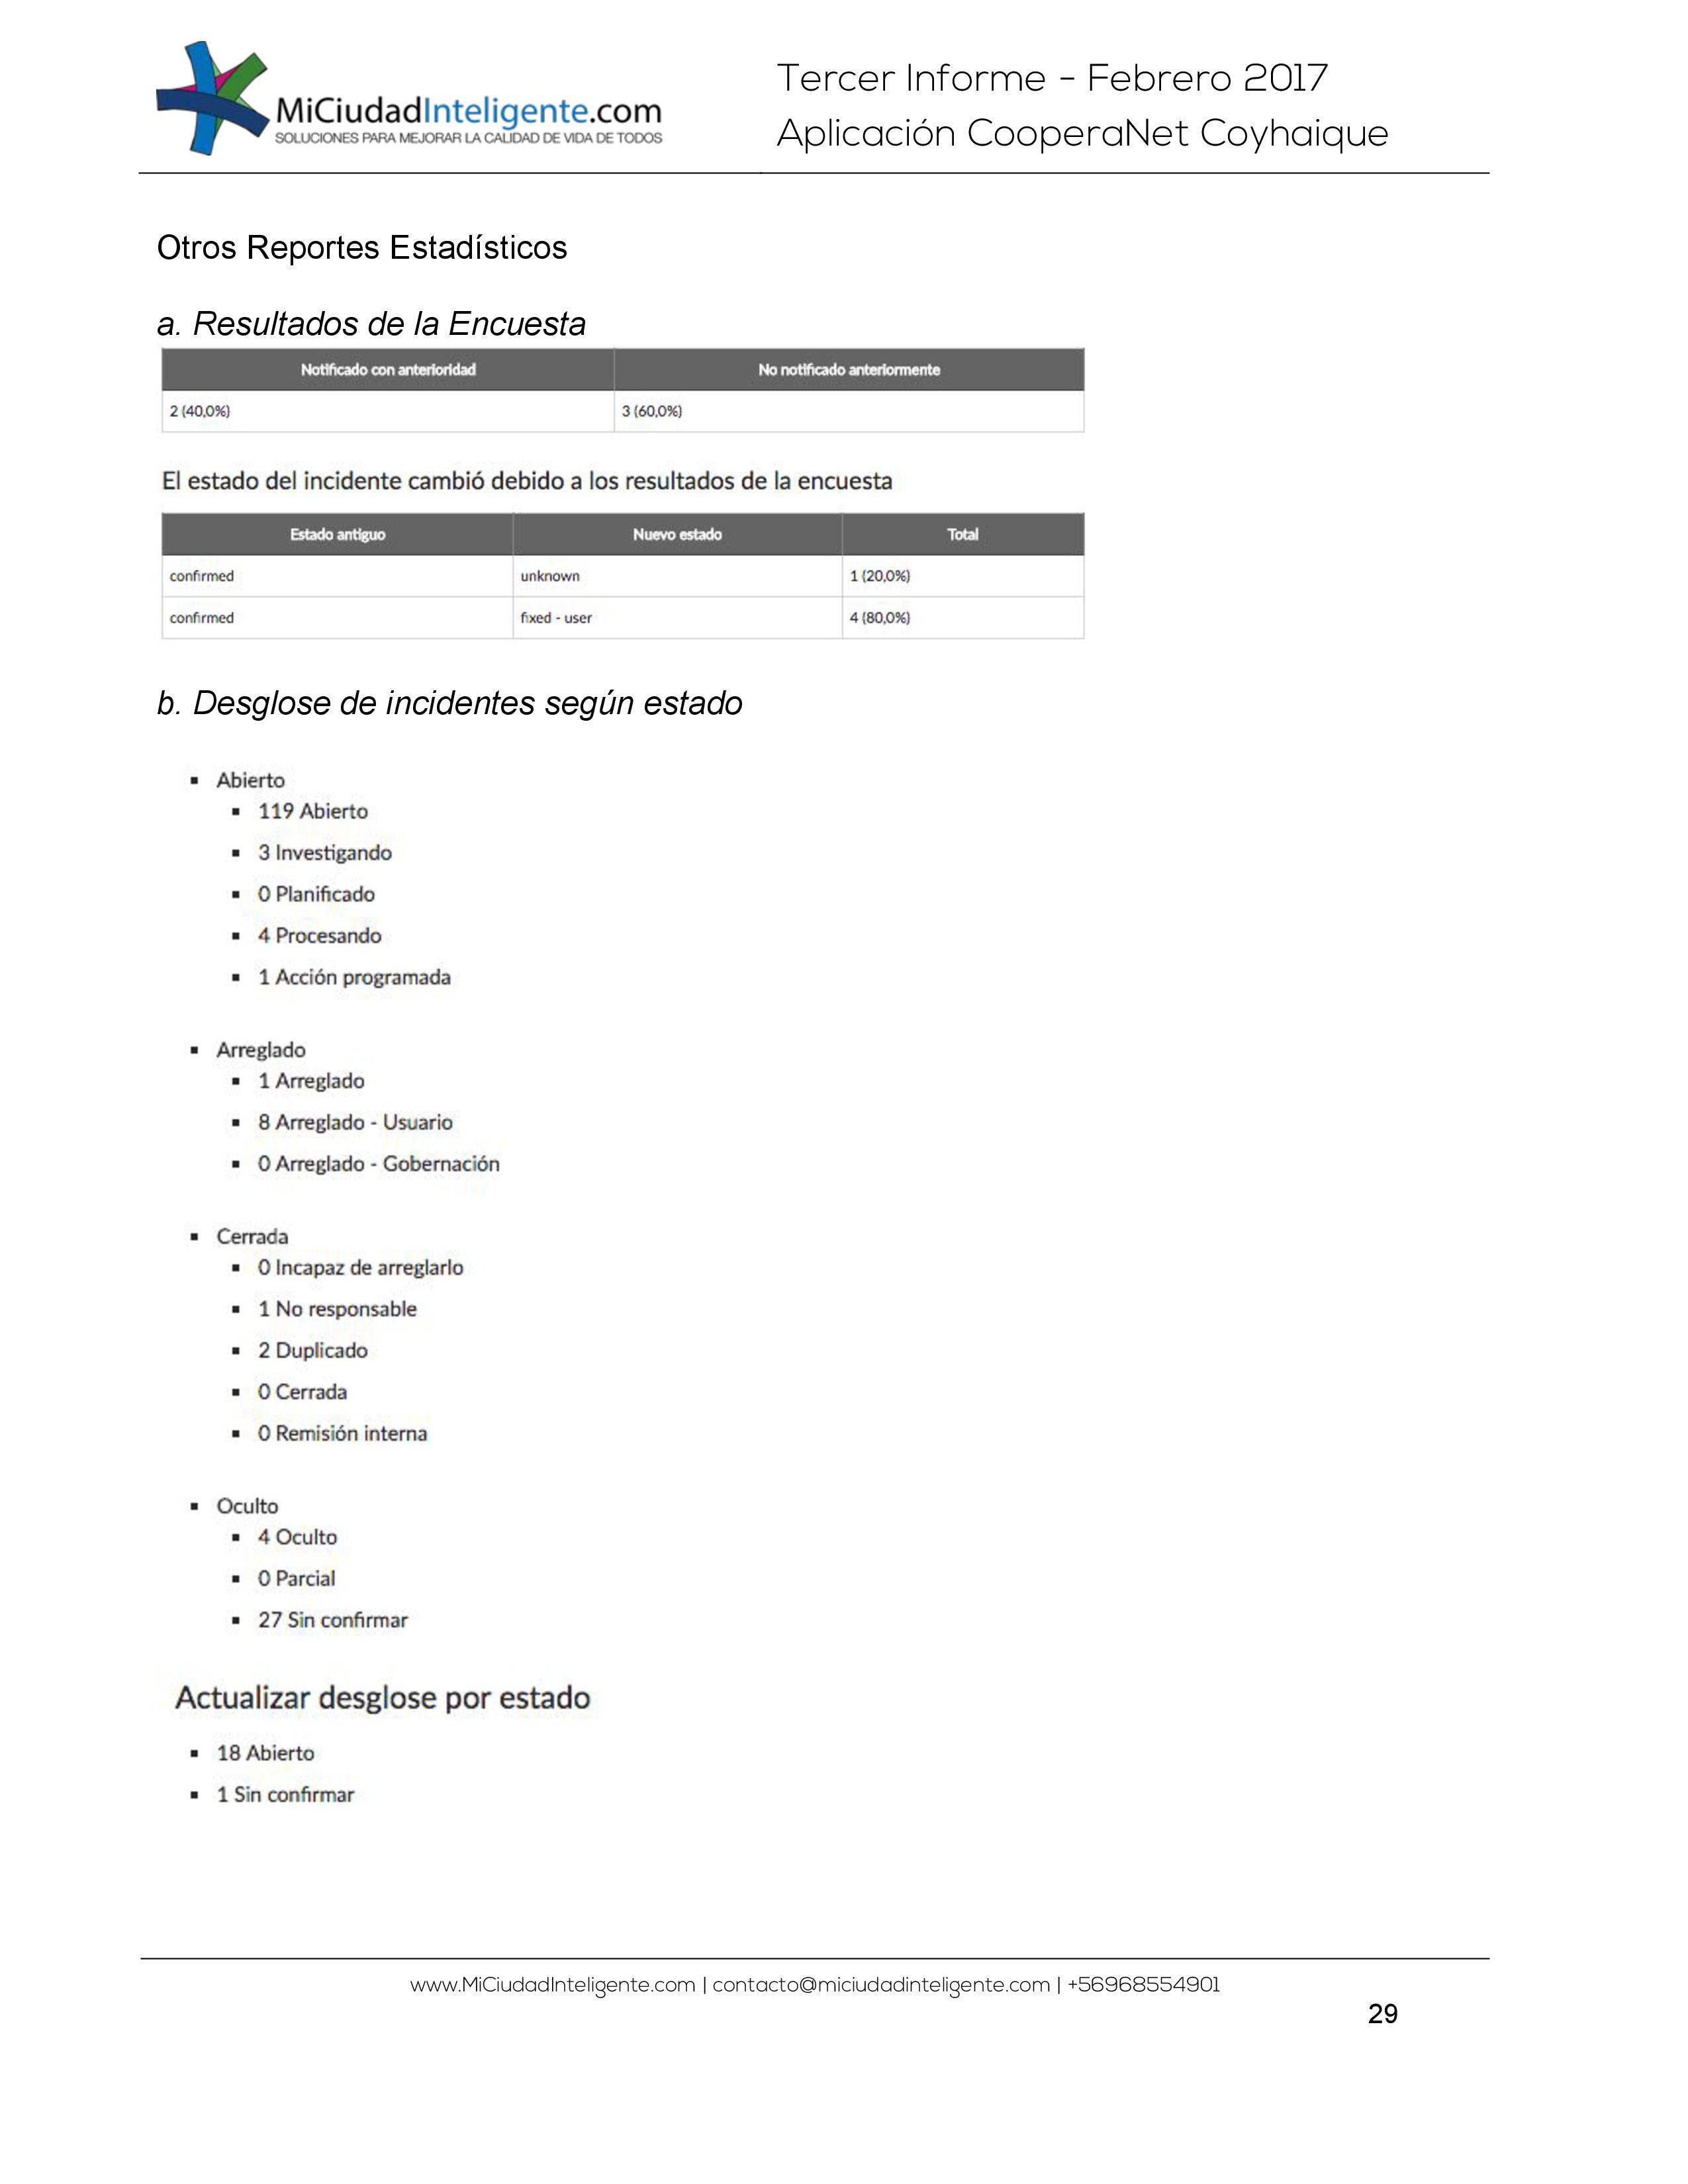 MiCiudadInteligente.com
SOLUCIONES PARA MEJORAR LA CALIDAD DE VIDA DE TODOS
Tercer Informe - Febrero 2017
Aplicación CooperaNet Coyhaique
Otros Reportes Estadísticos
a. Resultados de la Encuesta
Notificado con anterioridad No notificado anteriormente
2 (40,0%) 3 (60,0%)
El estado del incidente cambió debido a los resultados de la encuesta
Estado antiguo Nuevo estado Total
confirmed unknown 1 (20,0%)
confirmed fixed - user 4 (80,0%)
b. Desglose de incidentes según estado
▪ Abierto
▪ 119 Abierto
▪ 3 Investigando
▪ 0 Planificado
▪ 4 Procesando
▪ 1 Acción programada
▪ Arreglado
▪ 1 Arreglado
▪ 8 Arreglado - Usuario
▪ 0 Arreglado - Gobernación
▪ Cerrada
▪ 0 Incapaz de arreglarlo
▪ 1 No responsable
▪ 2 Duplicado
▪ 0 Cerrada
▪ 0 Remisión interna
▪ Oculto
▪ 4 Oculto
▪ 0 Parcial
▪ 27 Sin confirmar
Actualizar desglose por estado
▪ 18 Abierto
▪ 1 Sin confirmar
www.MiCiudadInteligente.com | contacto@miciudadinteligente.com | +56968554901
29